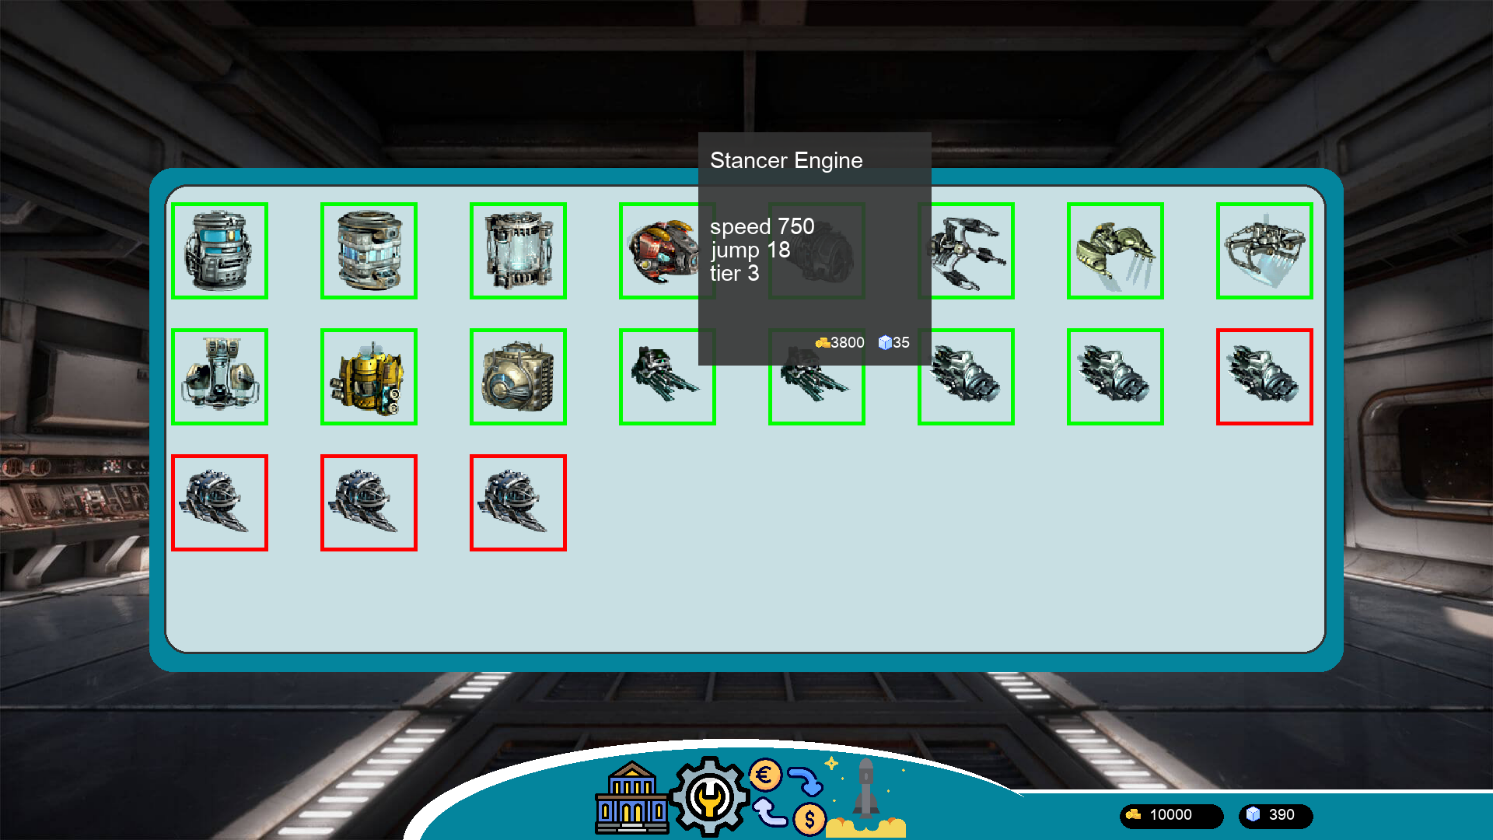 Stancer Engine
speed 750
jump 18
tier 3
3800 35
€
$
10000 390